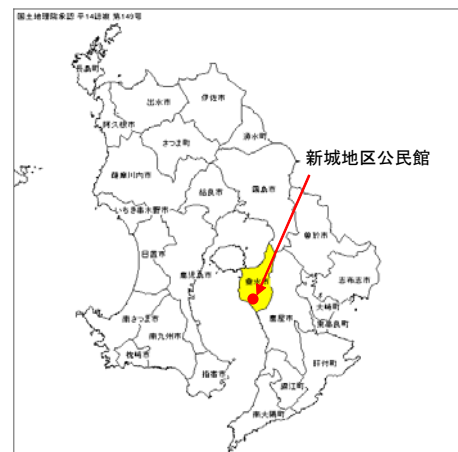 国土地理院承認 平14総複 第149号
長島町
出水市
伊佐市
阿久根市
湧水町
さつま町
新城地区公民館
薩摩川内市
姶良市
霧島市
いちき串木野市
曽於市
日置市
鹿児島市
垂水市
志布志市
大崎町
南さつま市
鹿屋市
東串良町
南九州市
枕崎市
肝付町
指宿市
錦江町
南大隅町